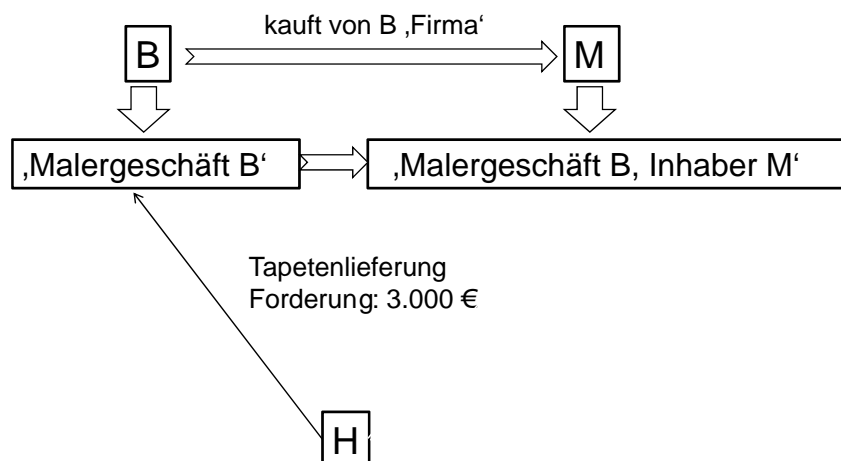 kauft von B ‚Firma‘
B
M
‚Malergeschäft B‘
‚Malergeschäft B, Inhaber M‘
Tapetenlieferung
Forderung: 3.000 €
H